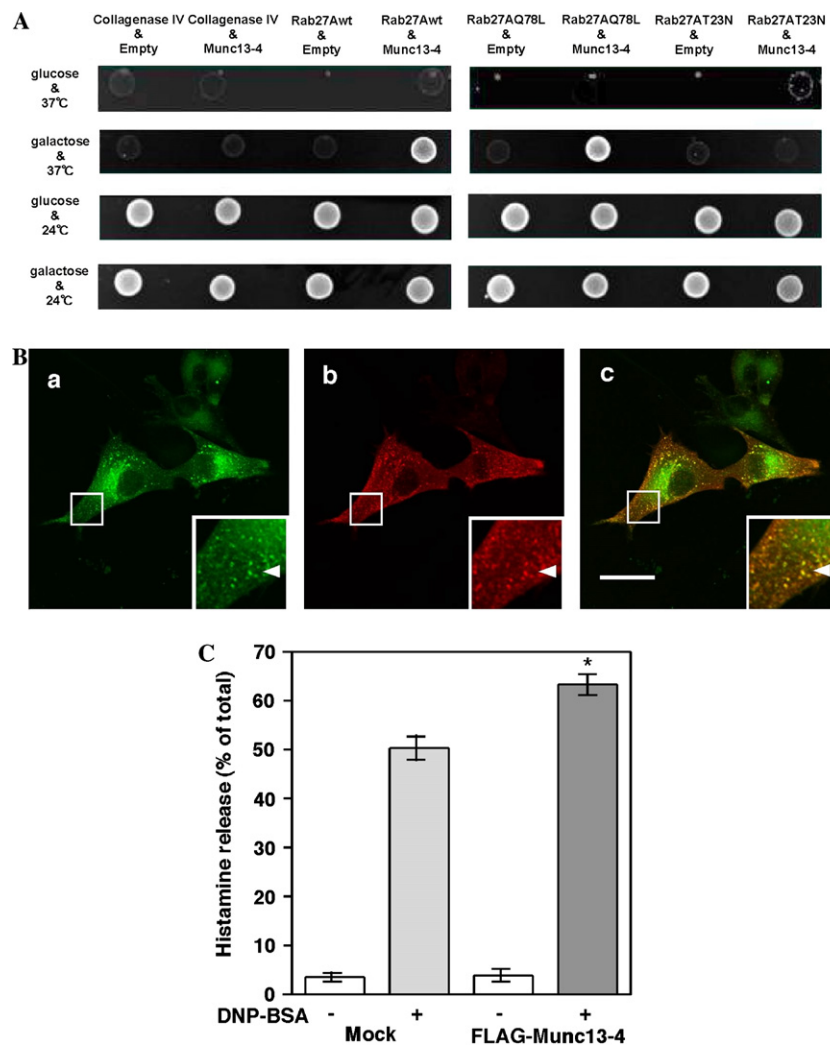 A
Collagenase IV & Empty
Collagenase IV & Munc13-4
Rab27Awt & Empty
Rab27Awt & Munc13-4
Rab27AQ78L & Empty
Rab27AQ78L & Munc13-4
Rab27AT23N & Empty
Rab27AT23N & Munc13-4
glucose & 37℃
galactose & 37℃
glucose & 24℃
galactose & 24℃
B
a
b
c
C
Histamine release (% of total)
70
60
50
40
30
20
10
0
*
DNP-BSA - + - +
Mock FLAG-Munc13-4